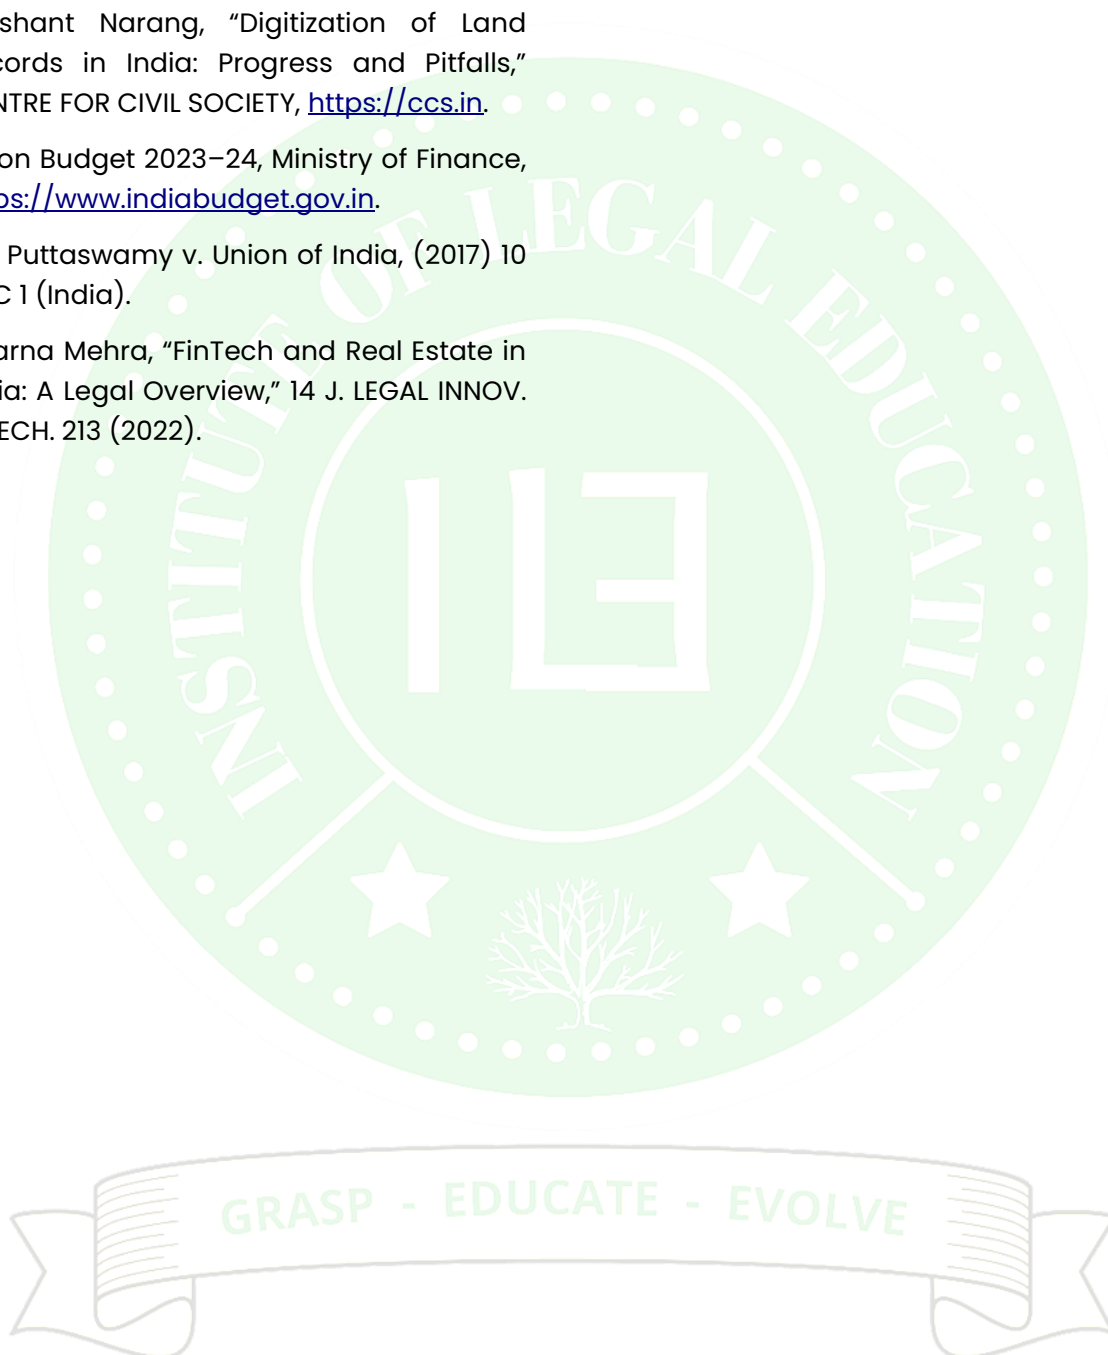 shant Narang, “Digitization of Land
cords in India: Progress and Pitfalls,”
NTRE FOR CIVIL SOCIETY, https://ccs.in.
on Budget 2023–24, Ministry of Finance,
ps://www.indiabudget.gov.in.
Puttaswamy v. Union of India, (2017) 10
C 1 (India).
arna Mehra, “FinTech and Real Estate in
ia: A Legal Overview,” 14 J. LEGAL INNOV.
ECH. 213 (2022).
INSTITUTE OF LEGAL EDUCATION
ILE
GRASP - EDUCATE - EVOLVE